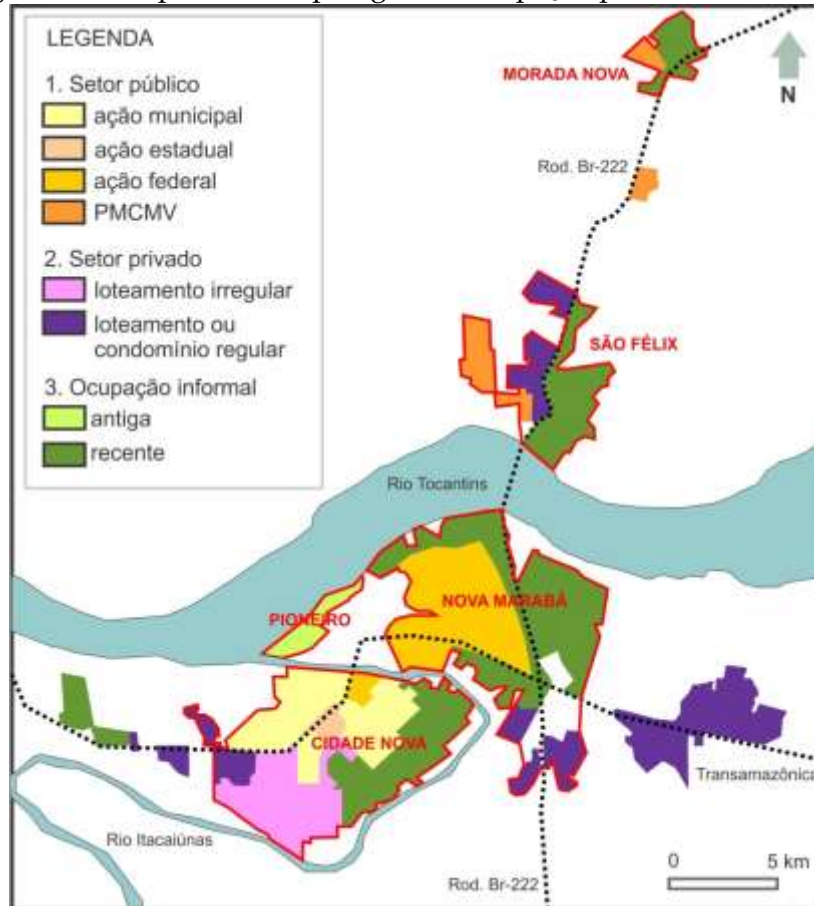 LEGENDA
1. Setor público
ação municipal
ação estadual
ação federal
PMCMV
2. Setor privado
loteamento irregular
loteamento ou
condomínio regular
3. Ocupação informal
antiga
recente
MORADA NOVA
N
Rod. Br-222
SÃO FÉLIX
Rio Tocantins
PIONEIRO
NOVA MARABÁ
CIDADE NOVA
Transamazônica
Rio Itacaiúnas
Rod. Br-222
0 5 km